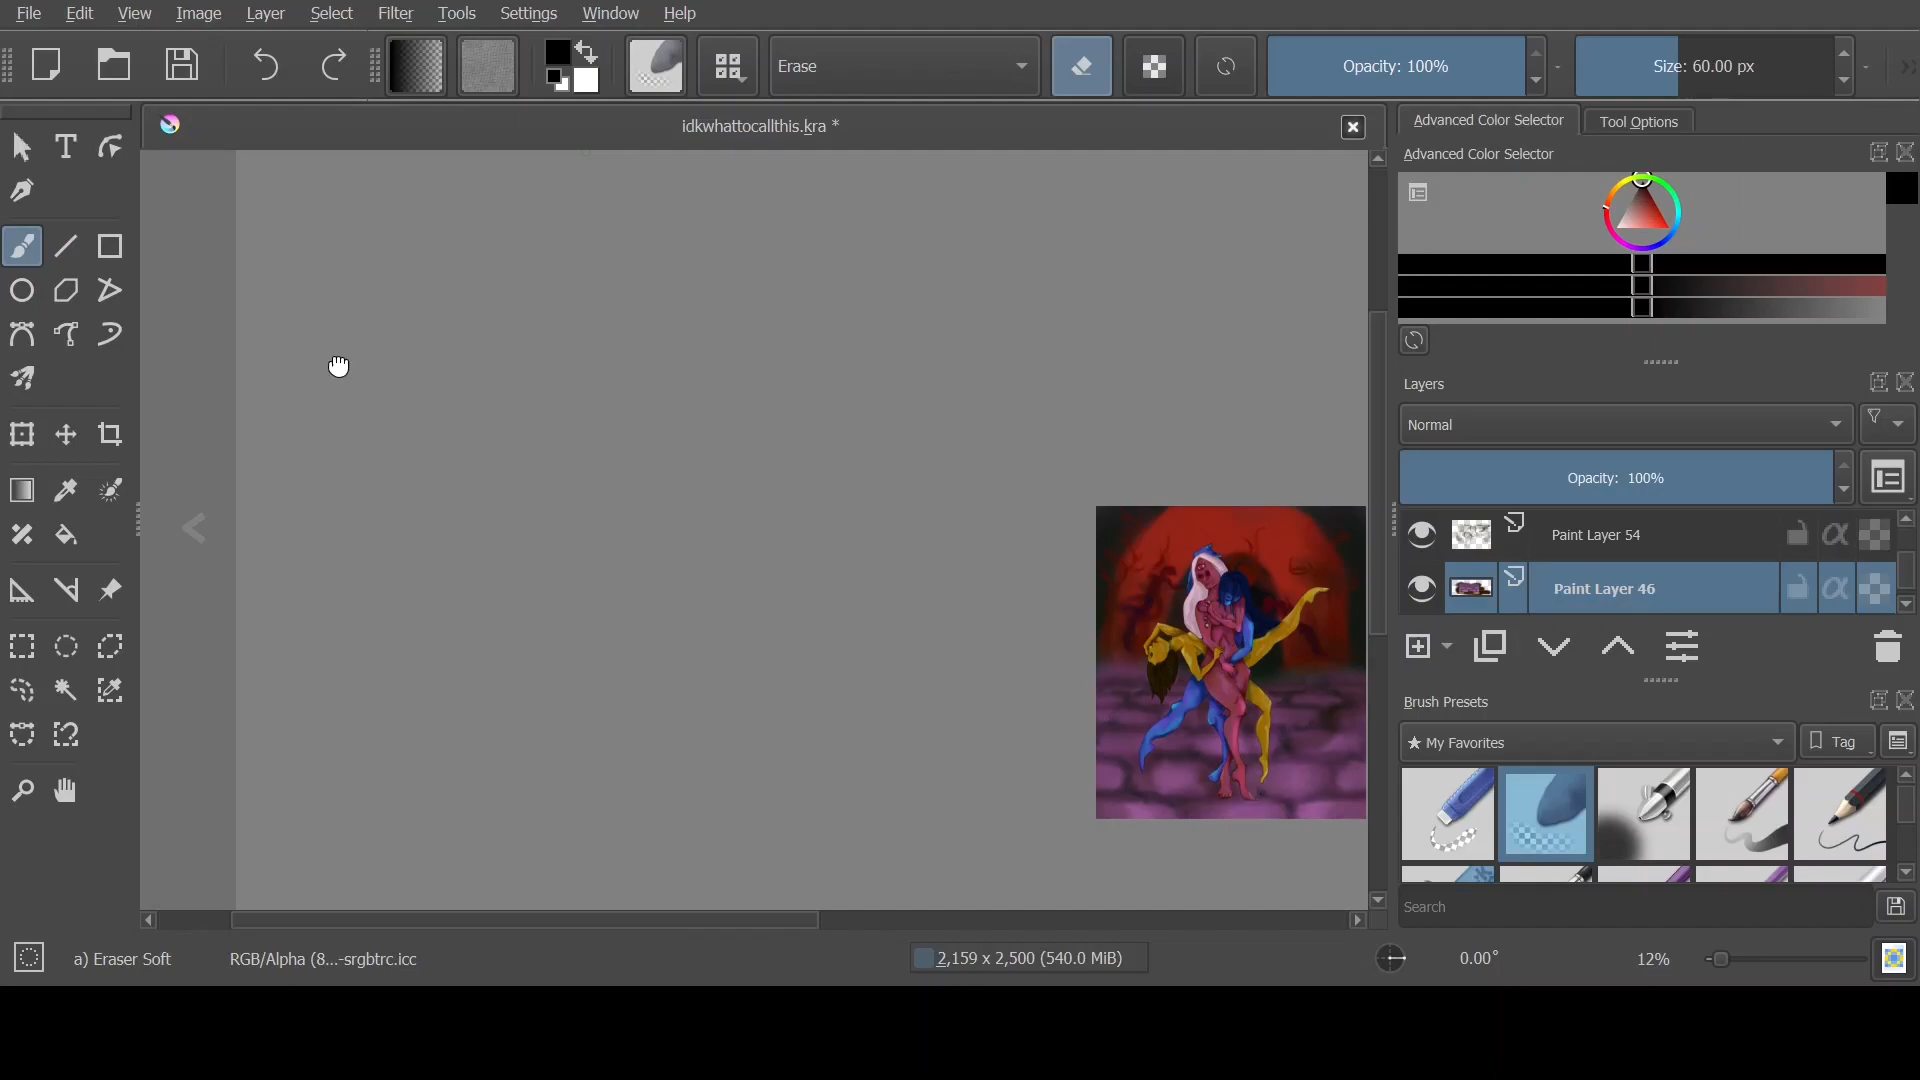 File Edit View Image Layer Select Filter Tools Settings Window Help
Erase Opacity: 100% Size: 60.00 px
idkwhattocallthis.kra *
Advanced Color Selector Tool Options
Advanced Color Selector
Layers
Normal
Opacity: 100%
Paint Layer 54
Paint Layer 46
Brush Presets
★ My Favorites Tag
Search
a) Eraser Soft RGB/Alpha (8...-srgbtrc.icc 2,159 x 2,500 (540.0 MiB) 0.00° 12%